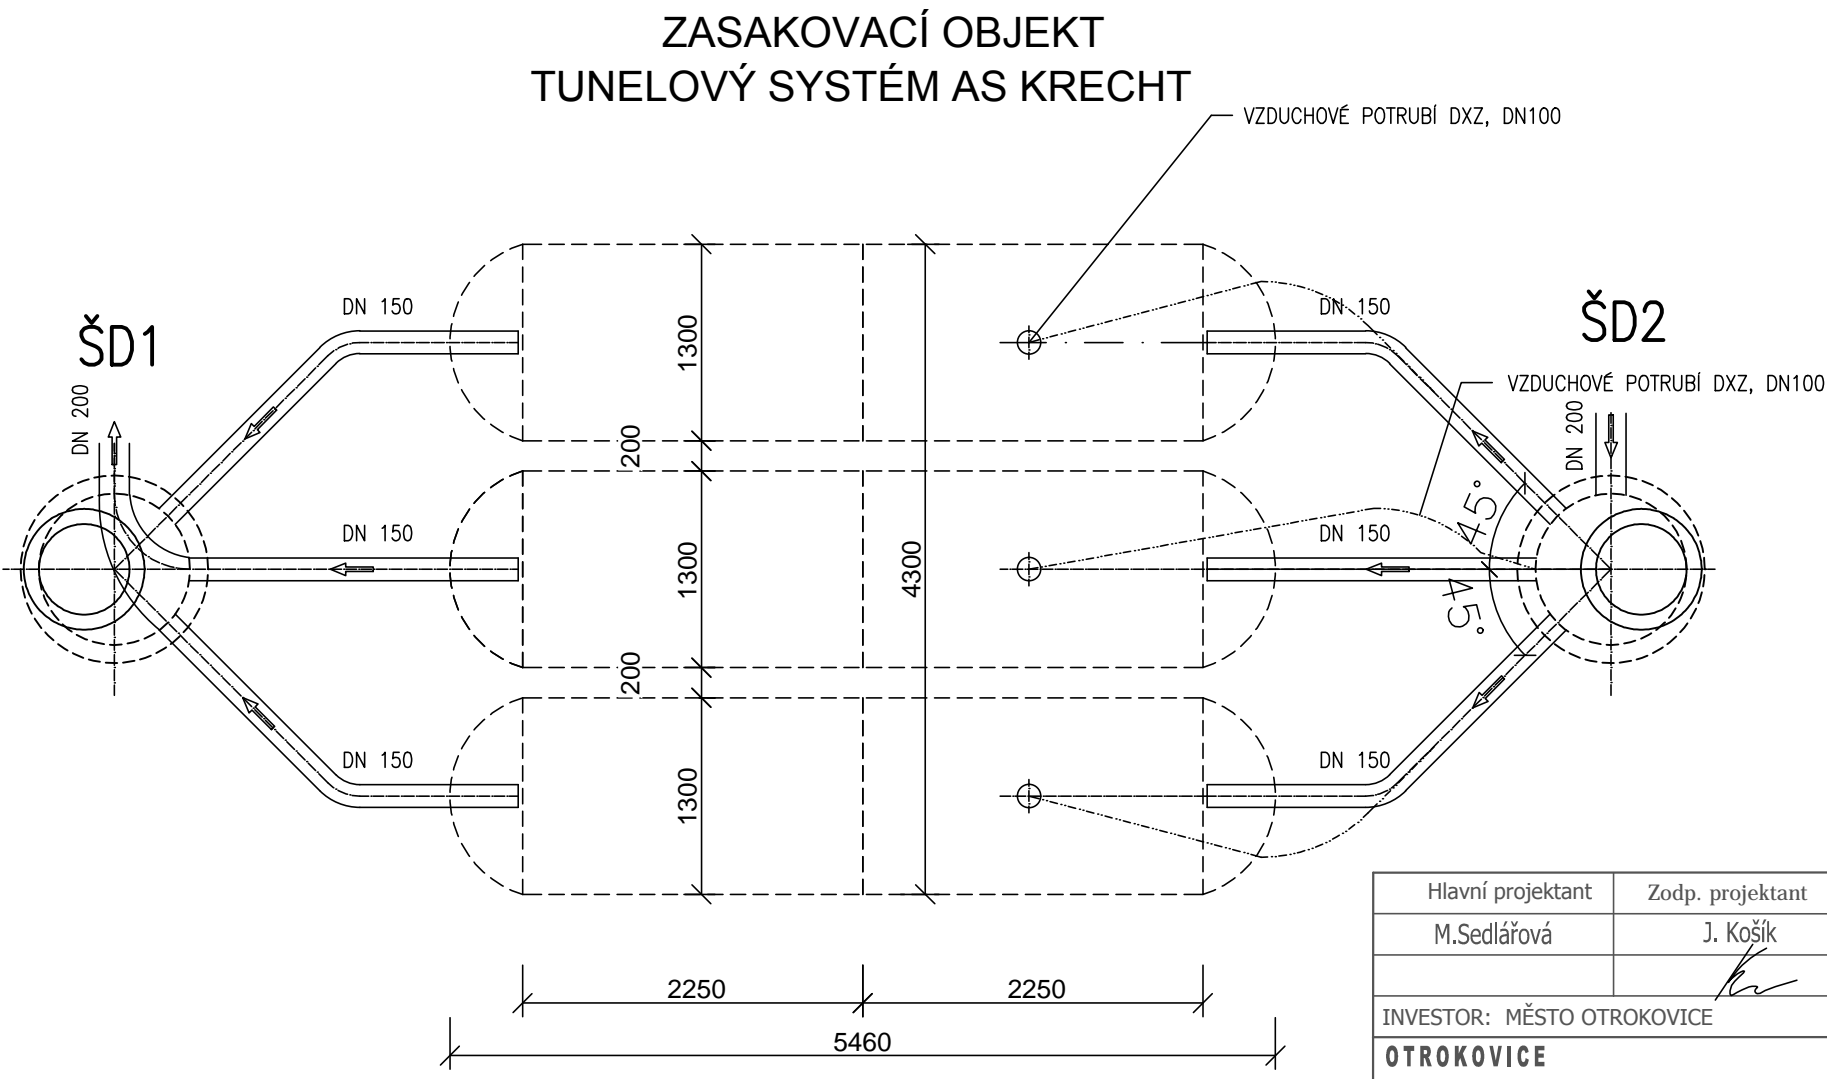 ZASAKOVACÍ OBJEKT
TUNELOVÝ SYSTÉM AS KRECHT
VZDUCHOVÉ POTRUBÍ DXZ, DN100
DN 150
DN 150
ŠD1
ŠD2
1300
VZDUCHOVÉ POTRUBÍ DXZ, DN100
DN 200
DN 200
200
45°
DN 150
DN 150
1300
4300
45°
200
DN 150
DN 150
1300
2250
2250
5460
Hlavní projektant
Zodp. projektant
M.Sedlářová
J. Košík
INVESTOR: MĚSTO OTROKOVICE
OTROKOVICE